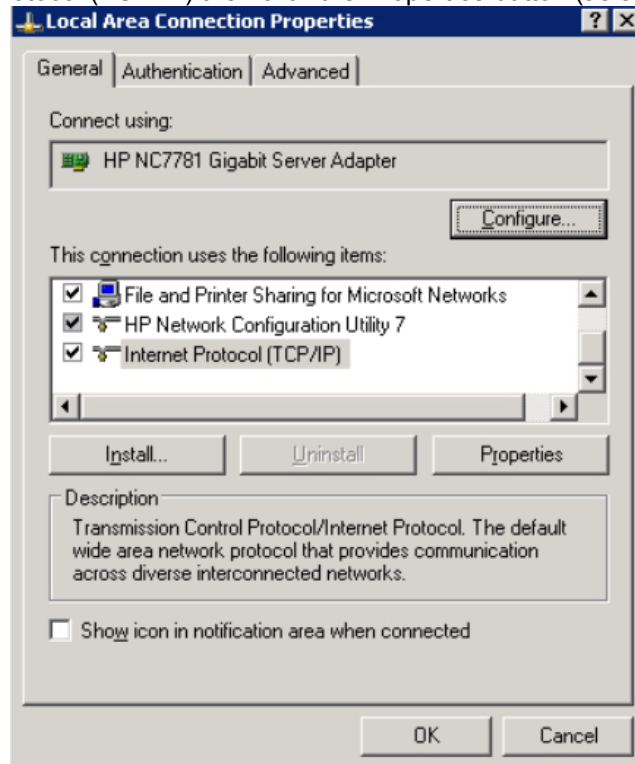 Local Area Connection Properties
General Authentication Advanced
Connect using:
HP NC7781 Gigabit Server Adapter
Configure...
This connection uses the following items:
File and Printer Sharing for Microsoft Networks
HP Network Configuration Utility 7
Internet Protocol (TCP/IP)
Install... Uninstall Properties
Description
Transmission Control Protocol/Internet Protocol. The default
wide area network protocol that provides communication
across diverse interconnected networks.
Show icon in notification area when connected
OK Cancel